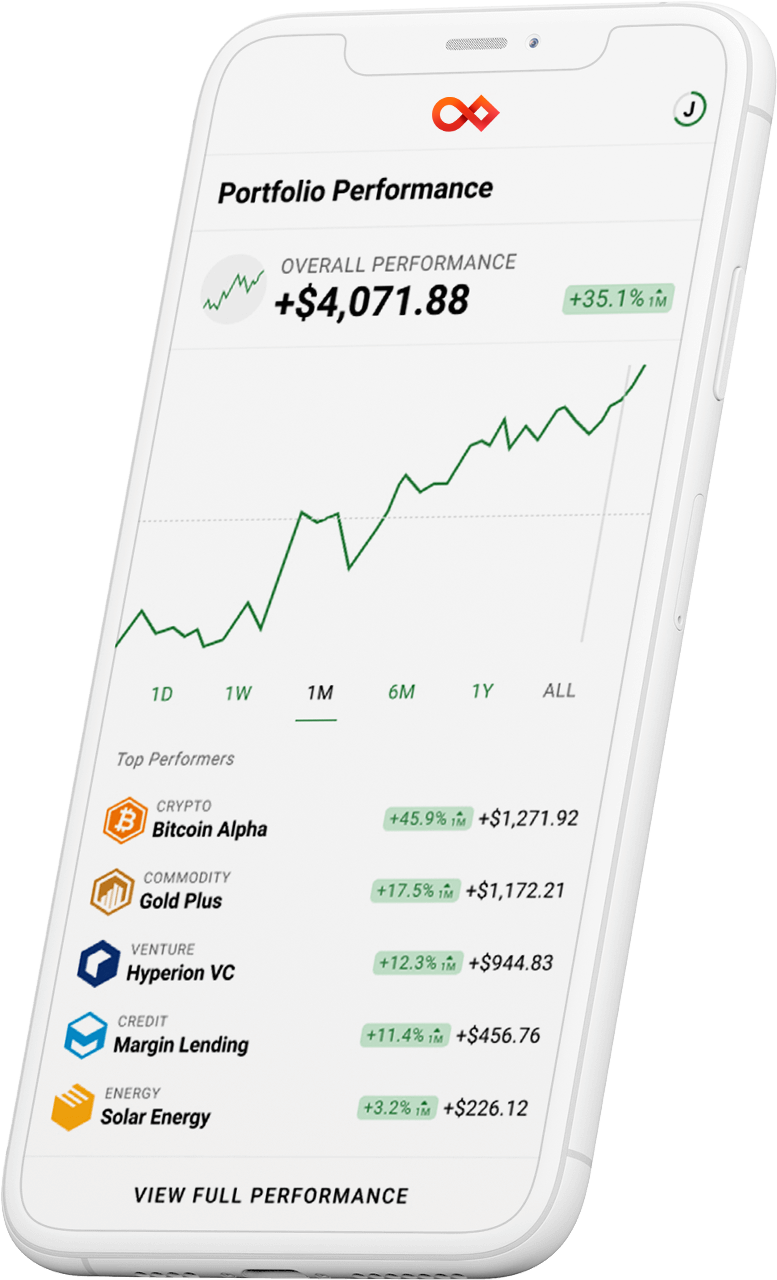 J
Portfolio Performance
OVERALL PERFORMANCE
+$4,071.88
+35.1% 1M
1D 1W 1M 6M 1Y ALL
Top Performers
CRYPTO
Bitcoin Alpha
+45.9% 1M +$1,271.92
COMMODITY
Gold Plus
+17.5% 1M +$1,172.21
VENTURE
Hyperion VC
+12.3% 1M +$944.83
CREDIT
Margin Lending
+11.4% 1M +$456.76
ENERGY
Solar Energy
+3.2% 1M +$226.12
VIEW FULL PERFORMANCE